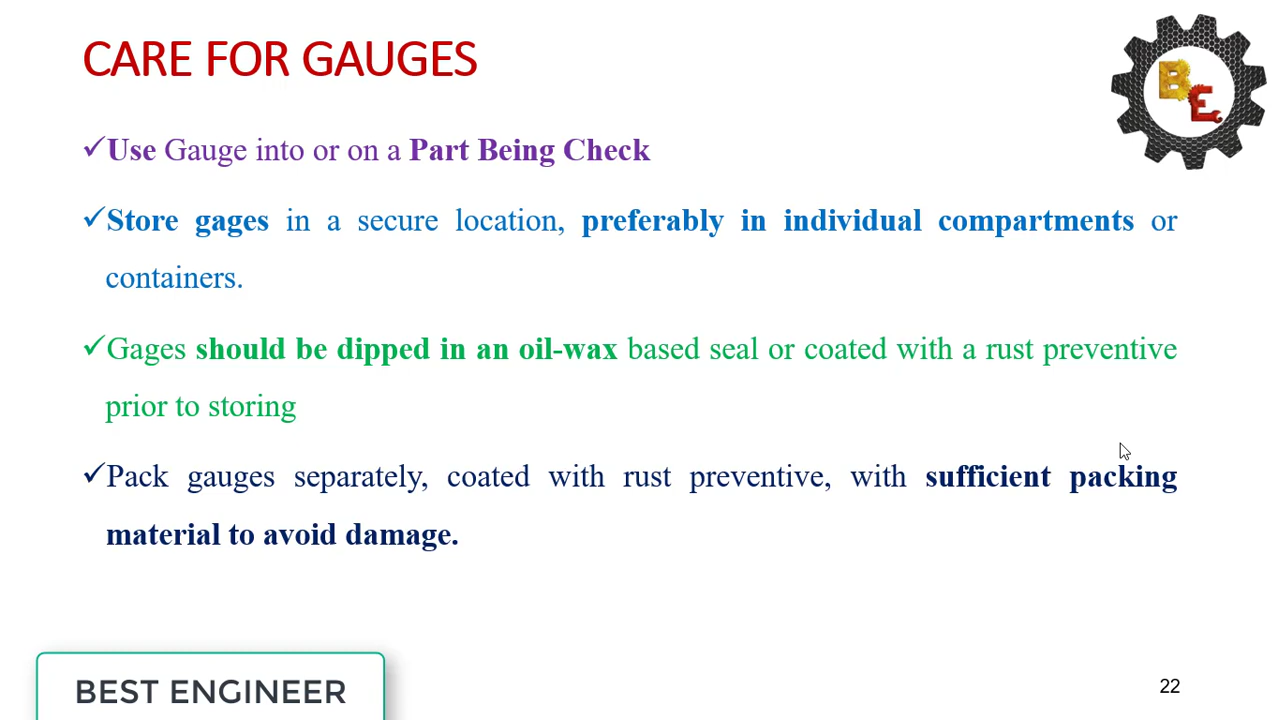 CARE FOR GAUGES
BE
✓Use Gauge into or on a Part Being Check
✓Store gages in a secure location, preferably in individual compartments or
containers.
✓Gages should be dipped in an oil-wax based seal or coated with a rust preventive
prior to storing
✓Pack gauges separately, coated with rust preventive, with sufficient packing
material to avoid damage.
BEST ENGINEER
22